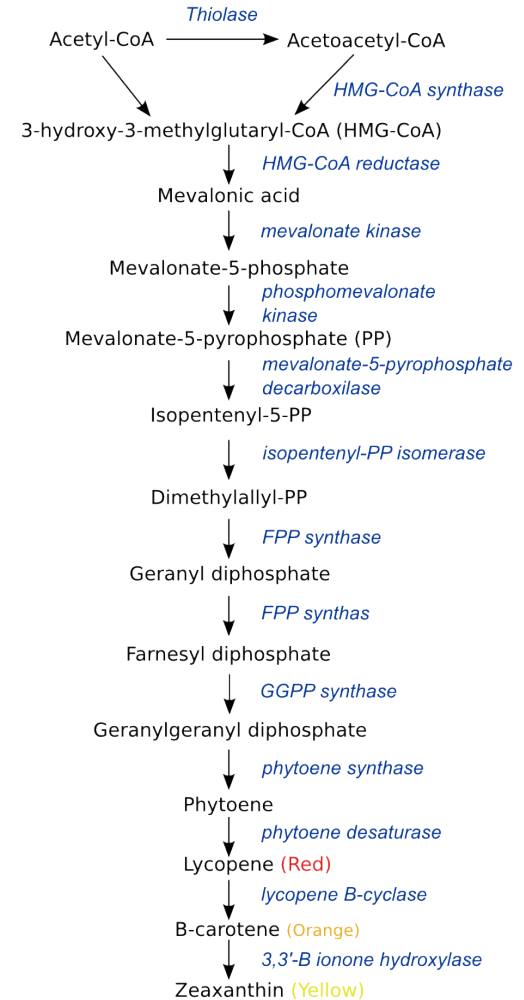 Thiolase
Acetyl-CoA
Acetoacetyl-CoA
HMG-CoA synthase
3-hydroxy-3-methylglutaryl-CoA (HMG-CoA)
HMG-CoA reductase
Mevalonic acid
mevalonate kinase
Mevalonate-5-phosphate
phosphomevalonate
kinase
Mevalonate-5-pyrophosphate (PP)
mevalonate-5-pyrophosphate
decarboxilase
Isopentenyl-5-PP
isopentenyl-PP isomerase
Dimethylallyl-PP
FPP synthase
Geranyl diphosphate
FPP synthas
Farnesyl diphosphate
GGPP synthase
Geranylgeranyl diphosphate
phytoene synthase
Phytoene
phytoene desaturase
Lycopene (Red)
lycopene B-cyclase
B-carotene (Orange)
3,3'-B ionone hydroxylase
Zeaxanthin (Yellow)